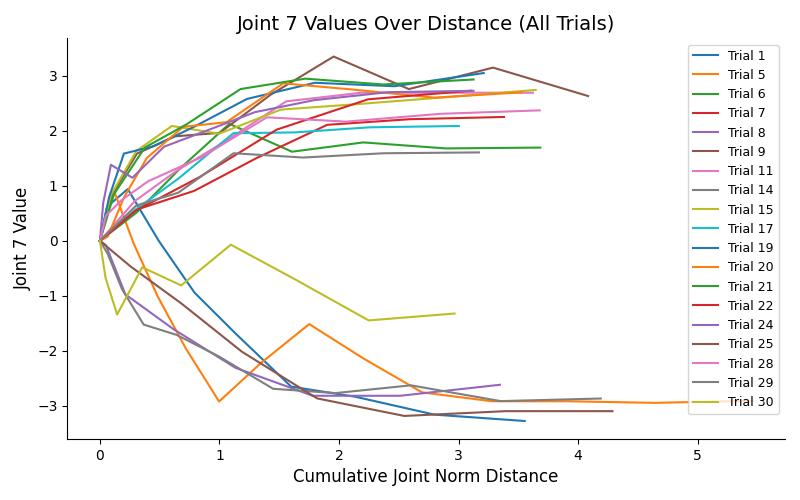 Joint 7 Values Over Distance (All Trials)
Joint 7 Value
3
2
1
0
−1
−2
−3
0
1
2
3
4
5
Cumulative Joint Norm Distance
Trial 1
Trial 5
Trial 6
Trial 7
Trial 8
Trial 9
Trial 11
Trial 14
Trial 15
Trial 17
Trial 19
Trial 20
Trial 21
Trial 22
Trial 24
Trial 25
Trial 28
Trial 29
Trial 30